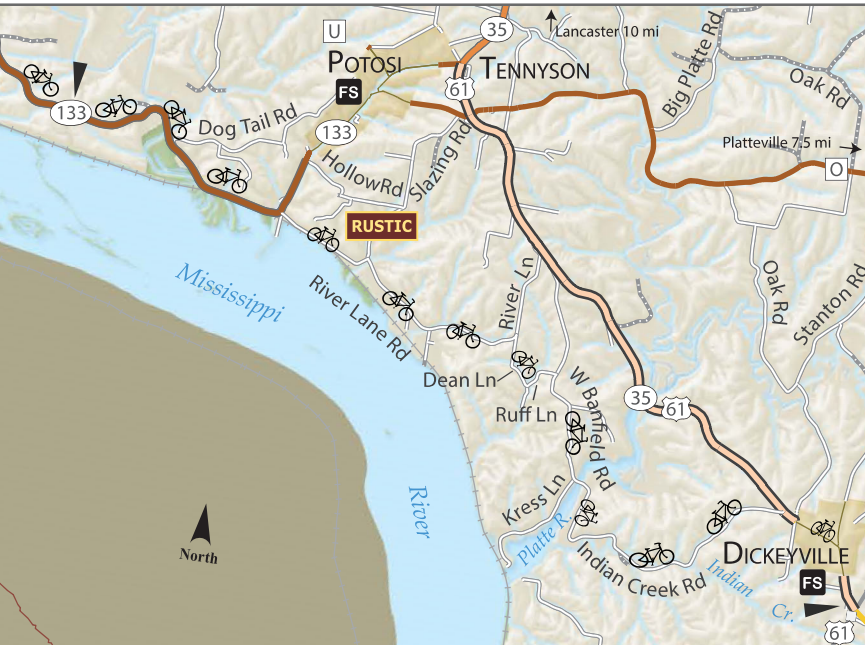 U
35
Lancaster 10 mi
Big Platte Rd
POTOSI
TENNYSON
Oak Rd
FS
61
133
Dog Tail Rd
133
Platteville 7.5 mi
O
Hollow Rd
Slazing Rd
RUSTIC
Mississippi
River Ln
Oak Rd
Stanton Rd
River Lane Rd
Dean Ln
Ruff Ln
W Banfield Rd
35
61
River
Kress Ln
North
Platte R.
Indian Creek Rd
DICKEYVILLE
Indian
Cr.
FS
61